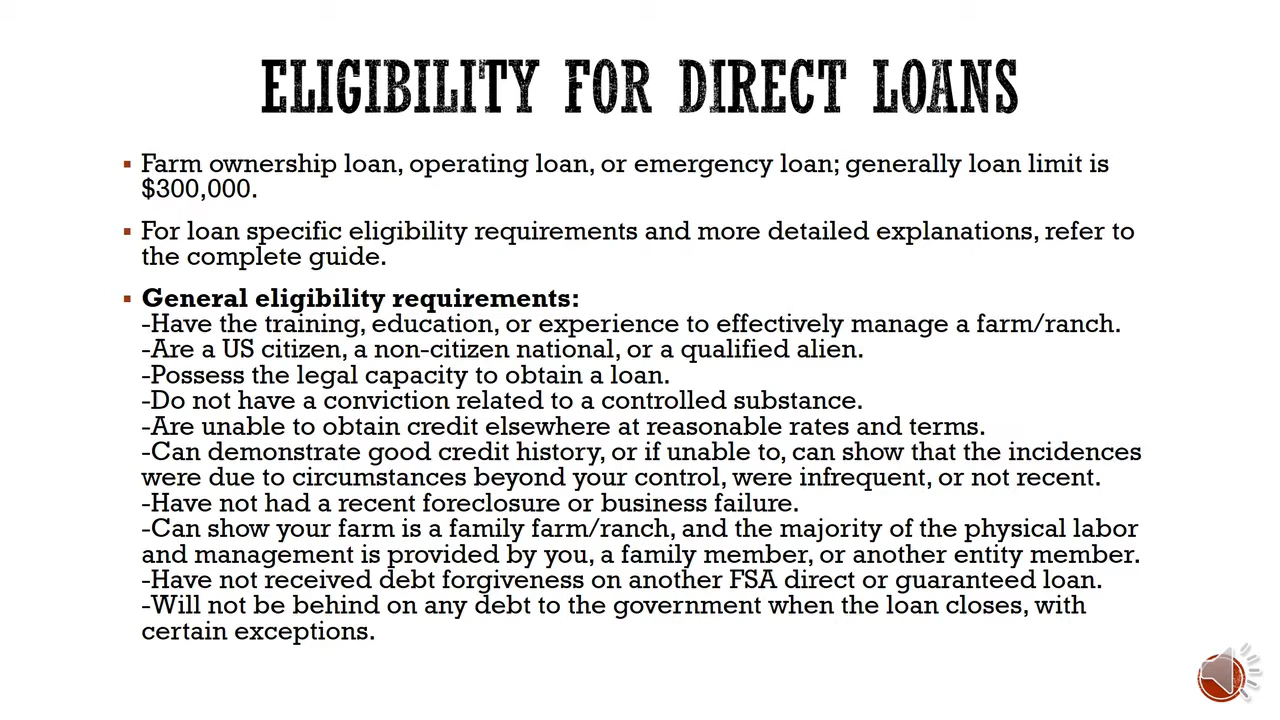 ELIGIBILITY FOR DIRECT LOANS
▪ Farm ownership loan, operating loan, or emergency loan; generally loan limit is
$300,000.
▪ For loan specific eligibility requirements and more detailed explanations, refer to
the complete guide.
▪ General eligibility requirements:
-Have the training, education, or experience to effectively manage a farm/ranch.
-Are a US citizen, a non-citizen national, or a qualified alien.
-Possess the legal capacity to obtain a loan.
-Do not have a conviction related to a controlled substance.
-Are unable to obtain credit elsewhere at reasonable rates and terms.
-Can demonstrate good credit history, or if unable to, can show that the incidences
were due to circumstances beyond your control, were infrequent, or not recent.
-Have not had a recent foreclosure or business failure.
-Can show your farm is a family farm/ranch, and the majority of the physical labor
and management is provided by you, a family member, or another entity member.
-Have not received debt forgiveness on another FSA direct or guaranteed loan.
-Will not be behind on any debt to the government when the loan closes, with
certain exceptions.